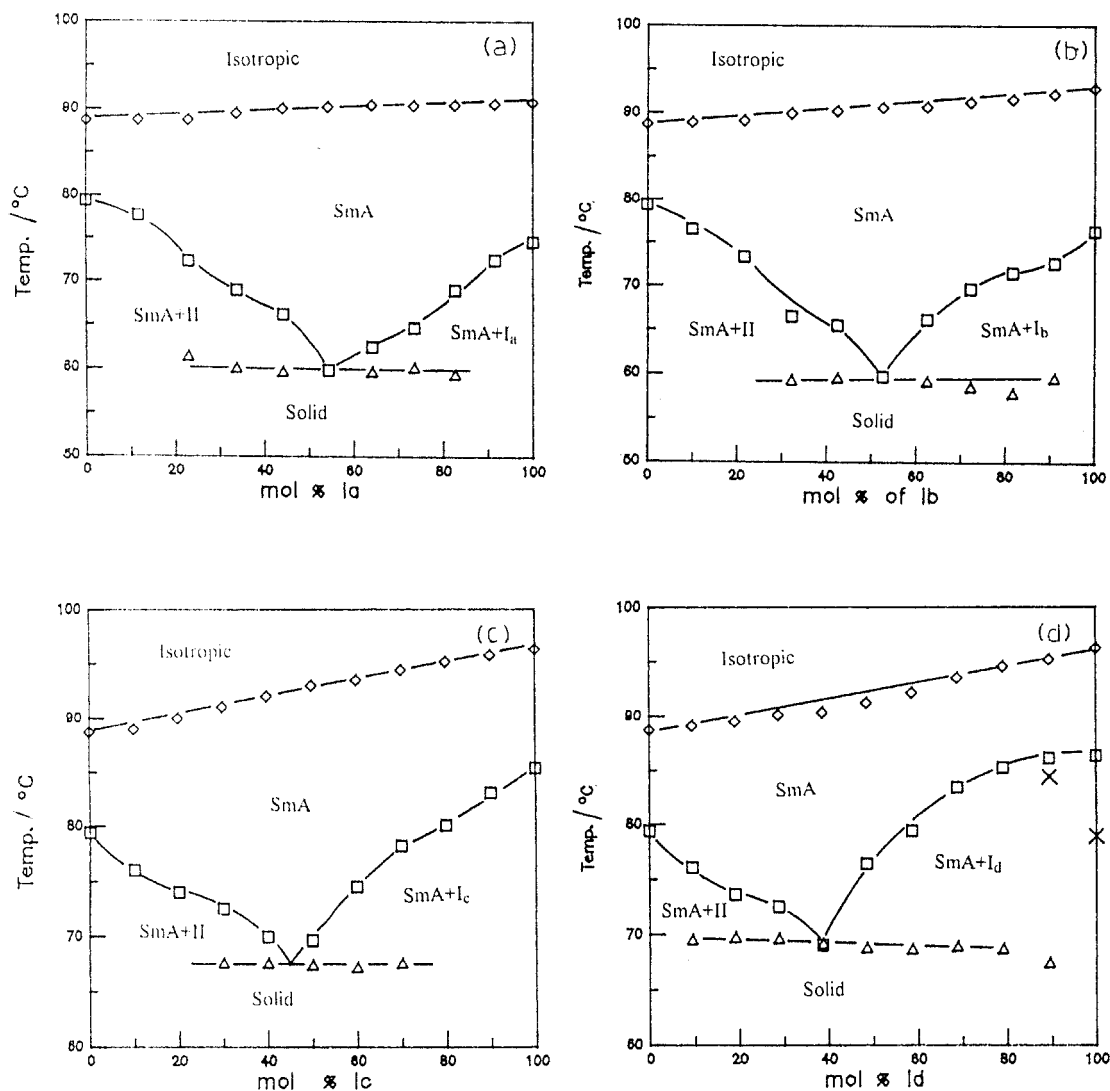 (a)
100
90
80
70
60
50
Temp. /°C
Isotropic
SmA
SmA+II
SmA+Ia
Solid
0 20 40 60 80 100
mol % Ia
(b)
100
90
80
70
60
50
Temp. /°C
Isotropic
SmA
SmA+II
SmA+Ib
Solid
0 20 40 60 80 100
mol % of Ib
(c)
100
90
80
70
60
Temp. /°C
Isotropic
SmA
SmA+II
SmA+Ic
Solid
0 20 40 60 80 100
mol % Ic
(d)
100
90
80
70
60
Temp. /°C
Isotropic
SmA
SmA+II
SmA+Id
Solid
0 20 40 60 80 100
mol % Id